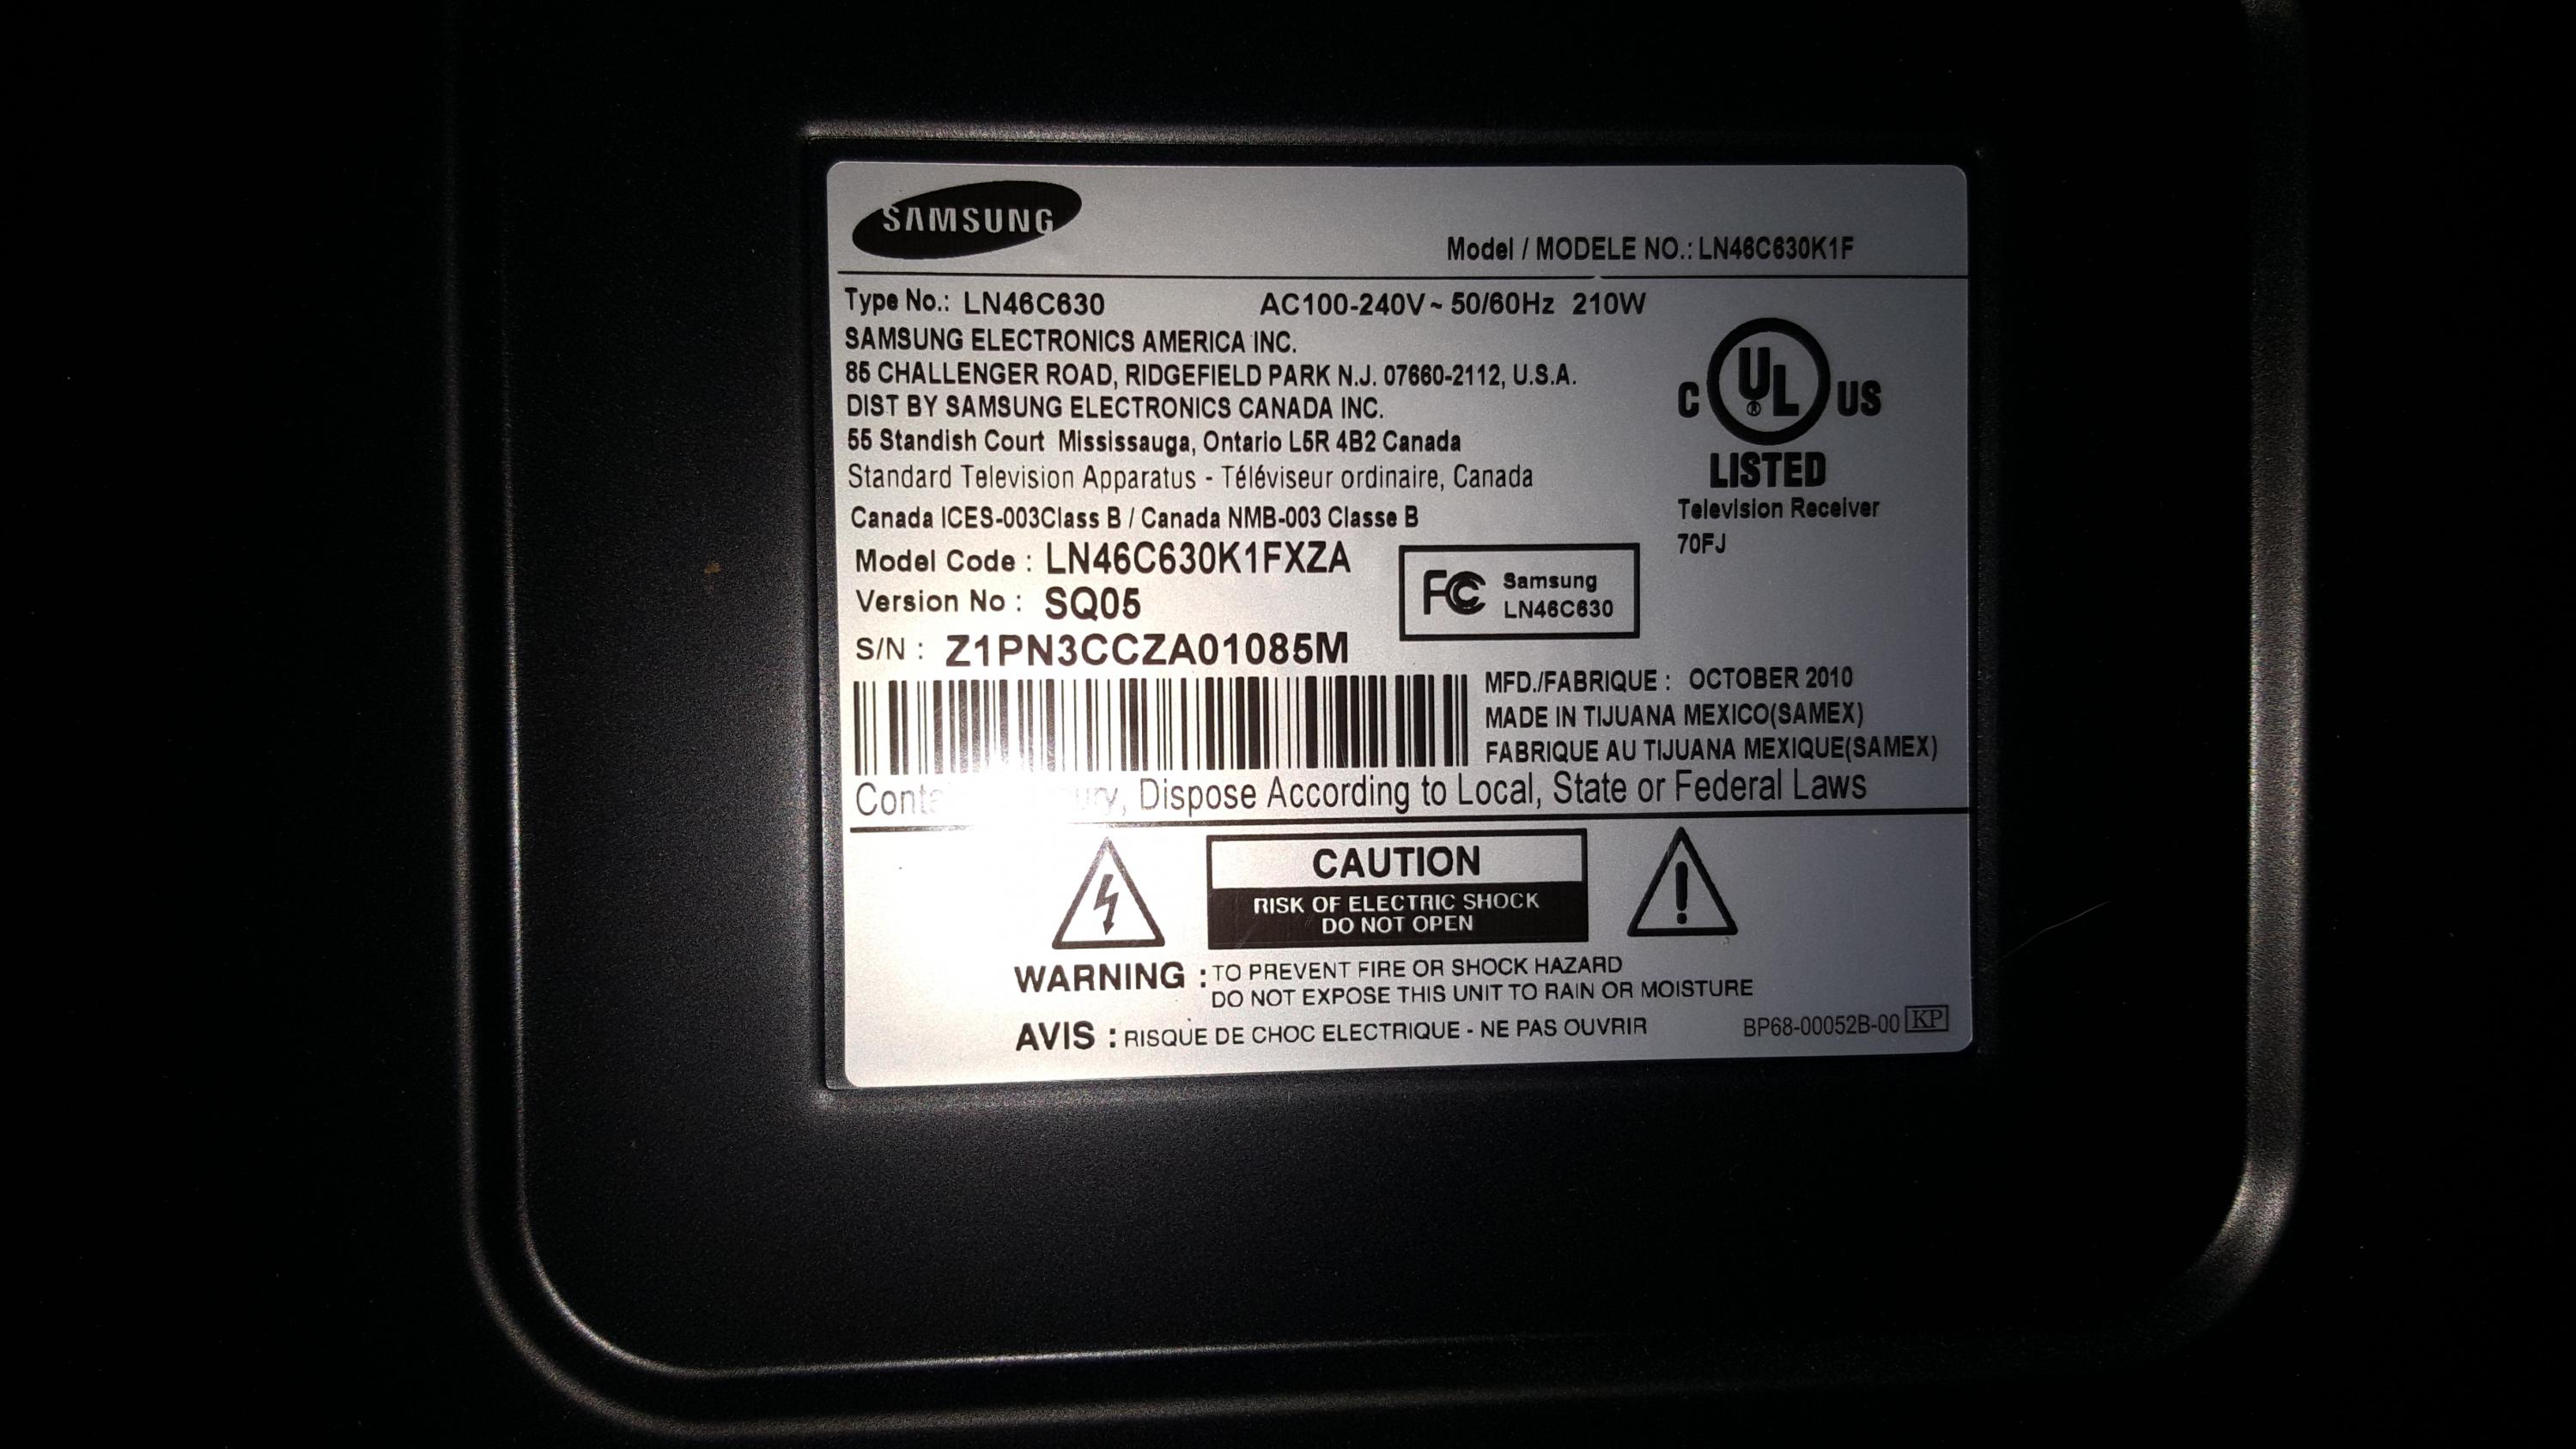 SAMSUNG
Model / MODELE NO.: LN46C630K1F
Type No.: LN46C630 AC100-240V~ 50/60Hz 210W
SAMSUNG ELECTRONICS AMERICA INC.
85 CHALLENGER ROAD, RIDGEFIELD PARK N.J. 07660-2112, U.S.A.
DIST BY SAMSUNG ELECTRONICS CANADA INC.
55 Standish Court Mississauga, Ontario L5R 4B2 Canada
Standard Television Apparatus - Téléviseur ordinaire, Canada
Canada ICES-003Class B / Canada NMB-003 Classe B
C UL ® US
LISTED
Television Receiver
70FJ
Model Code : LN46C630K1FXZA
Version No : SQ05
S/N : Z1PN3CCZA01085M
FC Samsung
LN46C630
MFD./FABRIQUE : OCTOBER 2010
MADE IN TIJUANA MEXICO(SAMEX)
FABRIQUE AU TIJUANA MEXIQUE(SAMEX)
Dispose According to Local, State or Federal Laws
CAUTION
RISK OF ELECTRIC SHOCK
DO NOT OPEN
WARNING : TO PREVENT FIRE OR SHOCK HAZARD
DO NOT EXPOSE THIS UNIT TO RAIN OR MOISTURE
AVIS : RISQUE DE CHOC ELECTRIQUE - NE PAS OUVRIR
BP68-00052B-00 KP